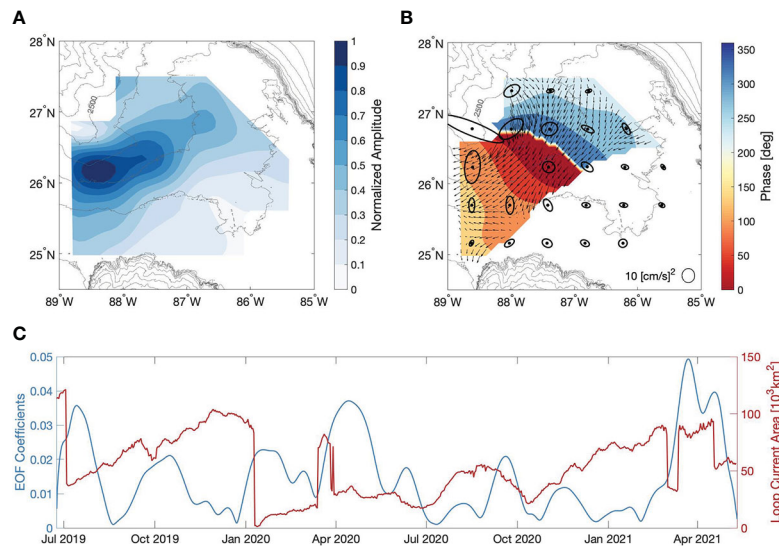 A
28°N
27°N
26°N
25°N
89°W
88°W
87°W
86°W
85°W
2500
1
0.9
0.8
0.7
0.6
0.5
0.4
0.3
0.2
0.1
0
Normalized Amplitude
B
28°N
27°N
26°N
25°N
89°W
88°W
87°W
86°W
85°W
2500
10 [cm/s]²
350
300
250
200
150
100
50
0
Phase [deg]
C
EOF Coefficients
0.05
0.04
0.03
0.02
0.01
0
Jul 2019
Oct 2019
Jan 2020
Apr 2020
Jul 2020
Oct 2020
Jan 2021
Apr 2021
150
100
50
0
Loop Current Area [10³km²]